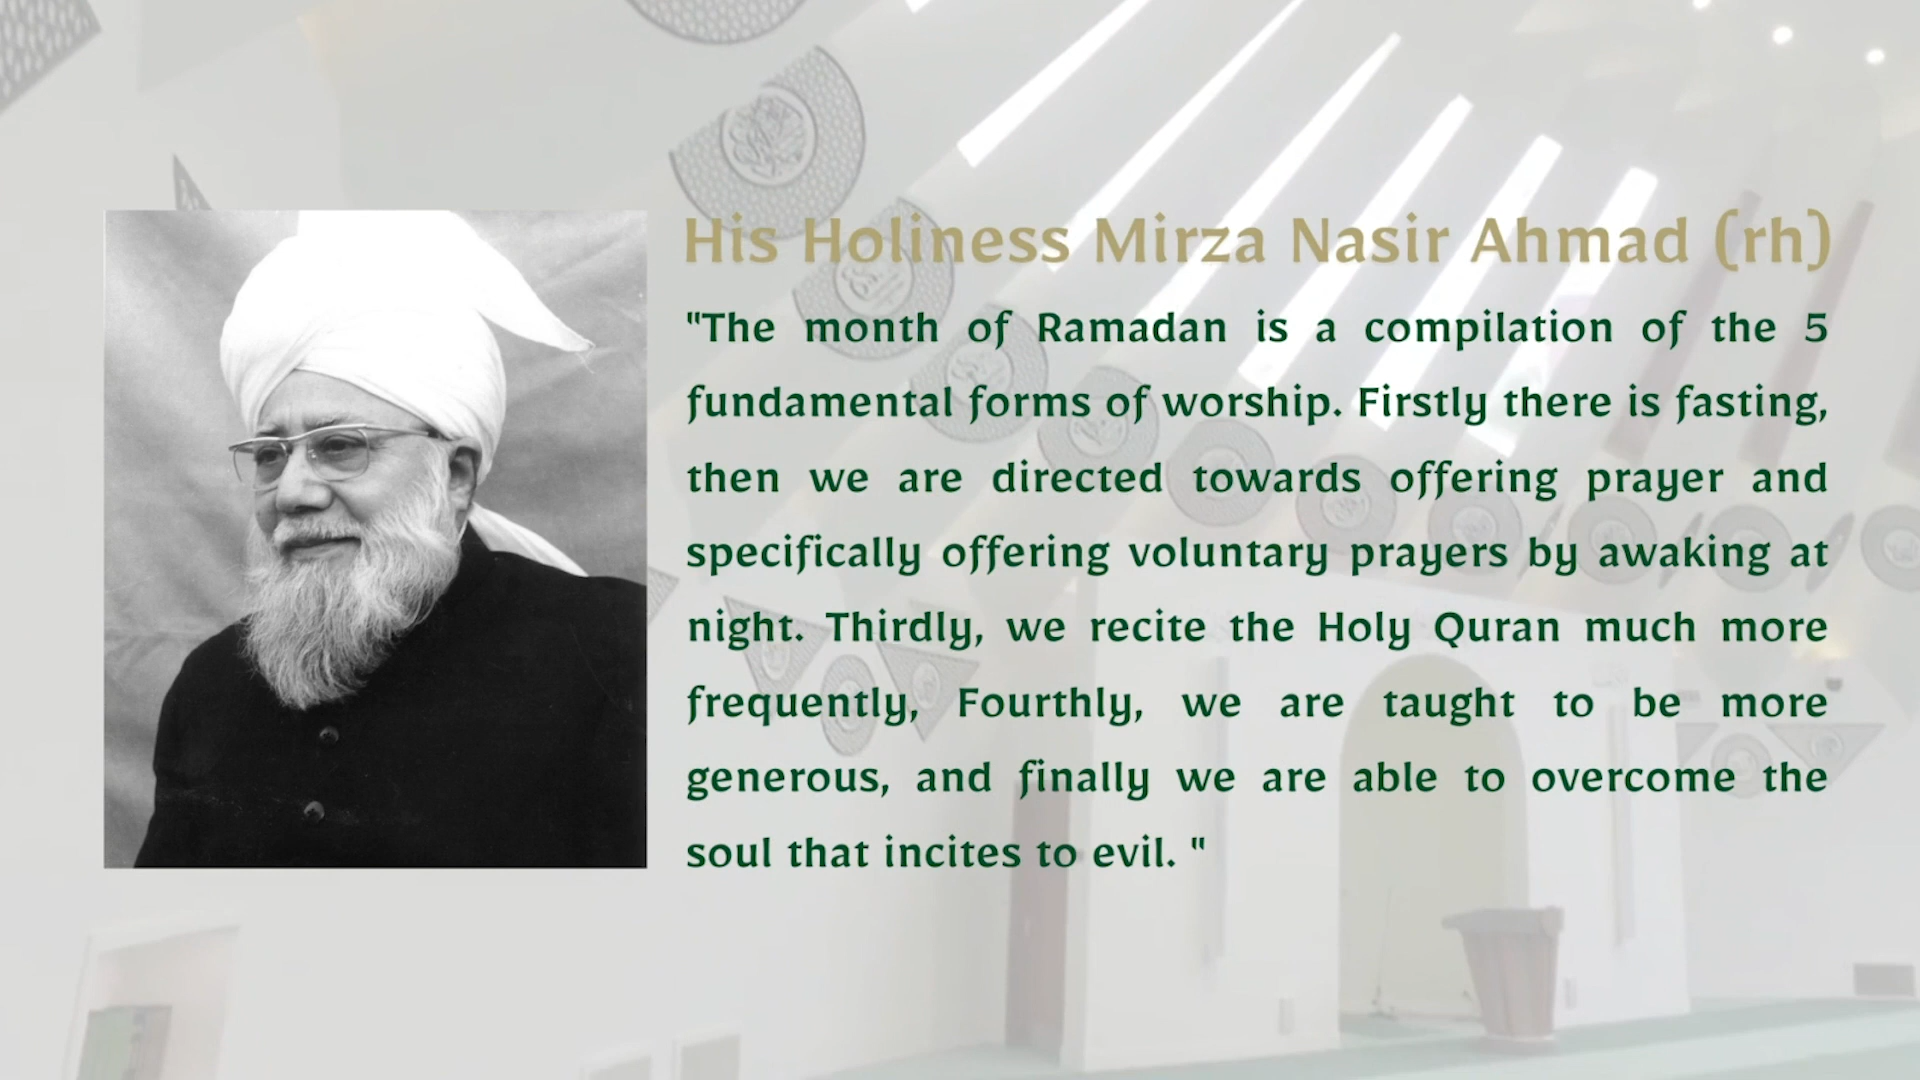 His Holiness Mirza Nasir Ahmad (rh)
"The month of Ramadan is a compilation of the 5
fundamental forms of worship. Firstly there is fasting,
then we are directed towards offering prayer and
specifically offering voluntary prayers by awaking at
night. Thirdly, we recite the Holy Quran much more
frequently, Fourthly, we are taught to be more
generous, and finally we are able to overcome the
soul that incites to evil. "